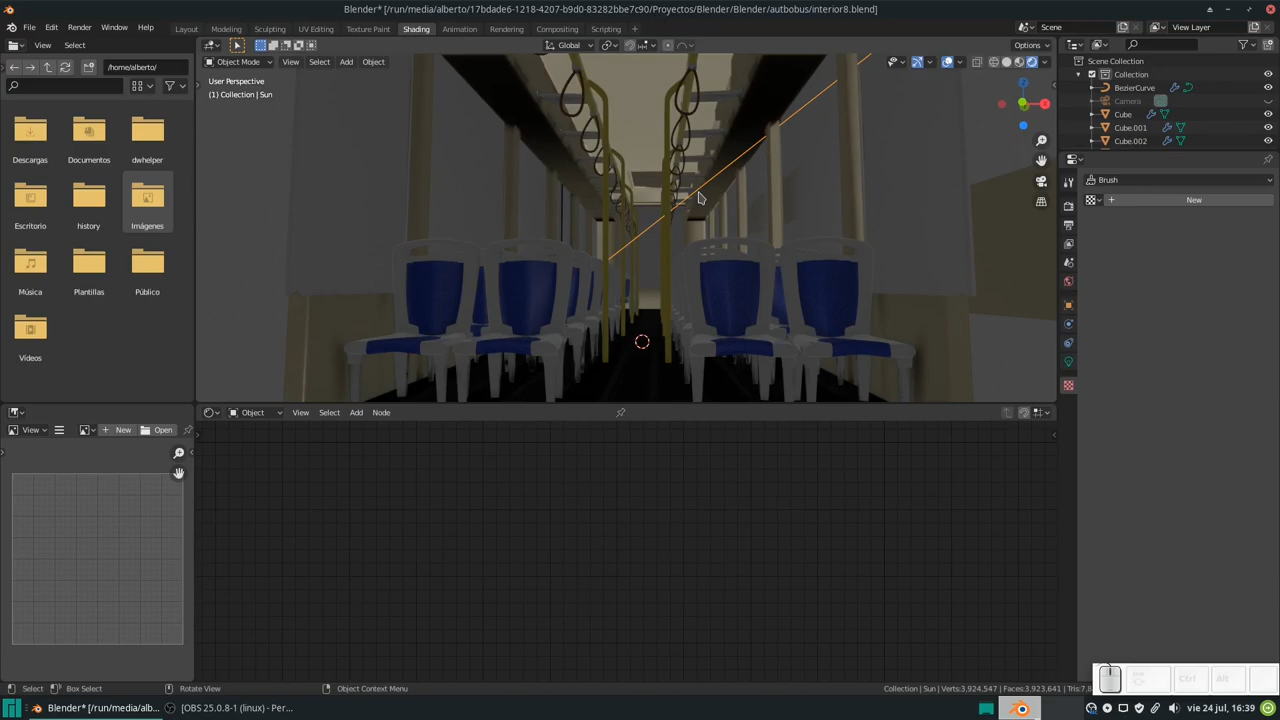 Blender* [/run/media/alberto/17bdade6-1218-4207-b9d0-83282bbe7c90/Proyectos/Blender/Blender/autbobus/interior8.blend]
File Edit Render Window Help Layout Modeling Sculpting UV Editing Texture Paint Shading Animation Rendering Compositing Scripting Scene View Layer
View Select Global Options
/home/alberto/ Object Mode View Select Add Object Scene Collection
User Perspective
(1) Collection | Sun
Collection
BezierCurve
Camera
Cube
Cube.001
Cube.002
Descargas Documentos dwhelper
Brush
New
Escritorio history Imágenes
Música Plantillas Público
Vídeos
Object View Select Add Node
View New Open
Select Box Select Rotate View Object Context Menu Collection | Sun | Verts:3,924,547 | Faces:3,923,641 | Tris:7,8
Ctrl Alt
Blender* [/run/media/alb... [OBS 25.0.8-1 (linux) - Per... vie 24 jul, 16:39